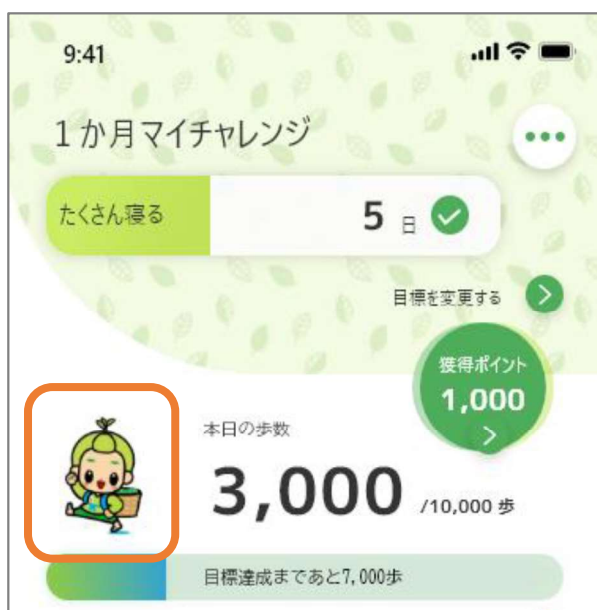 9:41
1か月マイチャレンジ
たくさん寝る 5 日
目標を変更する
獲得ポイント
1,000
本日の歩数
3,000 /10,000 歩
目標達成まであと7,000歩